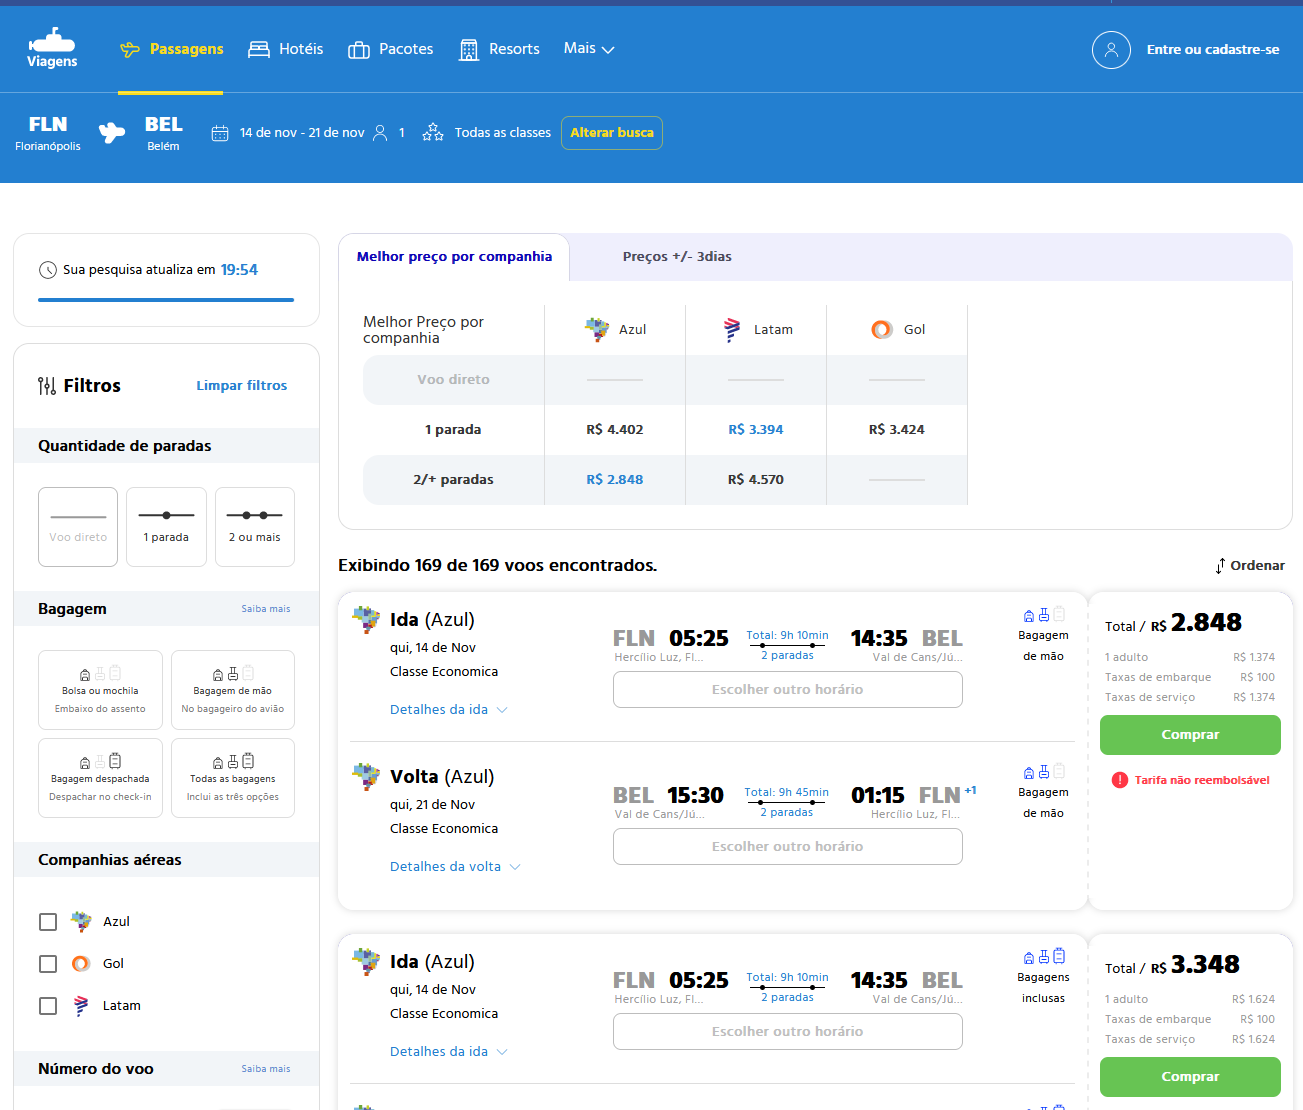 Viagens
Passagens
Hotéis
Pacotes
Resorts
Mais
Entre ou cadastre-se
FLN
Florianópolis
BEL
Belém
14 de nov - 21 de nov
1
Todas as classes
Alterar busca
Sua pesquisa atualiza em 19:54
Filtros
Limpar filtros
Quantidade de paradas
Voo direto
1 parada
2 ou mais
Bagagem
Saiba mais
Bolsa ou mochila
Embaixo do assento
Bagagem de mão
No bagageiro do avião
Bagagem despachada
Despachar no check-in
Todas as bagagens
Inclui as três opções
Companhias aéreas
Azul
Gol
Latam
Número do voo
Saiba mais
Melhor preço por companhia
Preços +/- 3dias
Melhor Preço por
companhia
Azul
Latam
Gol
Voo direto
1 parada
R$ 4.402
R$ 3.394
R$ 3.424
2/+ paradas
R$ 2.848
R$ 4.570
Exibindo 169 de 169 voos encontrados.
Ordenar
Ida (Azul)
qui, 14 de Nov
Classe Economica
Detalhes da ida
FLN 05:25
Hercílio Luz, Fl...
Total: 9h 10min
2 paradas
14:35 BEL
Val de Cans/Jú...
Escolher outro horário
Bagagem
de mão
Volta (Azul)
qui, 21 de Nov
Classe Economica
Detalhes da volta
BEL 15:30
Val de Cans/Jú...
Total: 9h 45min
2 paradas
01:15 FLN +1
Hercílio Luz, Fl...
Escolher outro horário
Bagagem
de mão
Total / R$ 2.848
1 adulto R$ 1.374
Taxas de embarque R$ 100
Taxas de serviço R$ 1.374
Comprar
Tarifa não reembolsável
Ida (Azul)
qui, 14 de Nov
Classe Economica
Detalhes da ida
FLN 05:25
Hercílio Luz, Fl...
Total: 9h 10min
2 paradas
14:35 BEL
Val de Cans/Jú...
Escolher outro horário
Bagagens
inclusas
Total / R$ 3.348
1 adulto R$ 1.624
Taxas de embarque R$ 100
Taxas de serviço R$ 1.624
Comprar